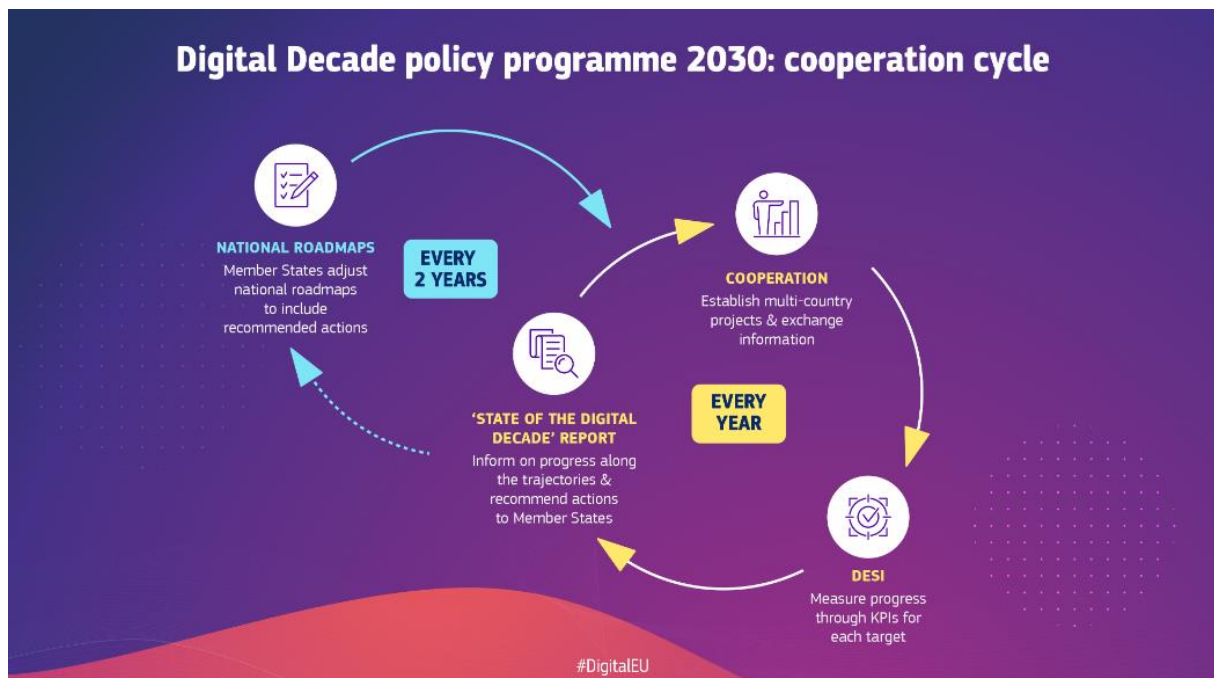 Digital Decade policy programme 2030: cooperation cycle
NATIONAL ROADMAPS
Member States adjust
national roadmaps
to include
recommended actions
EVERY
2 YEARS
COOPERATION
Establish multi-country
projects & exchange
information
‘STATE OF THE DIGITAL
DECADE’ REPORT
Inform on progress along
the trajectories &
recommend actions
to Member States
EVERY
YEAR
DESI
Measure progress
through KPIs for
each target
#DigitalEU